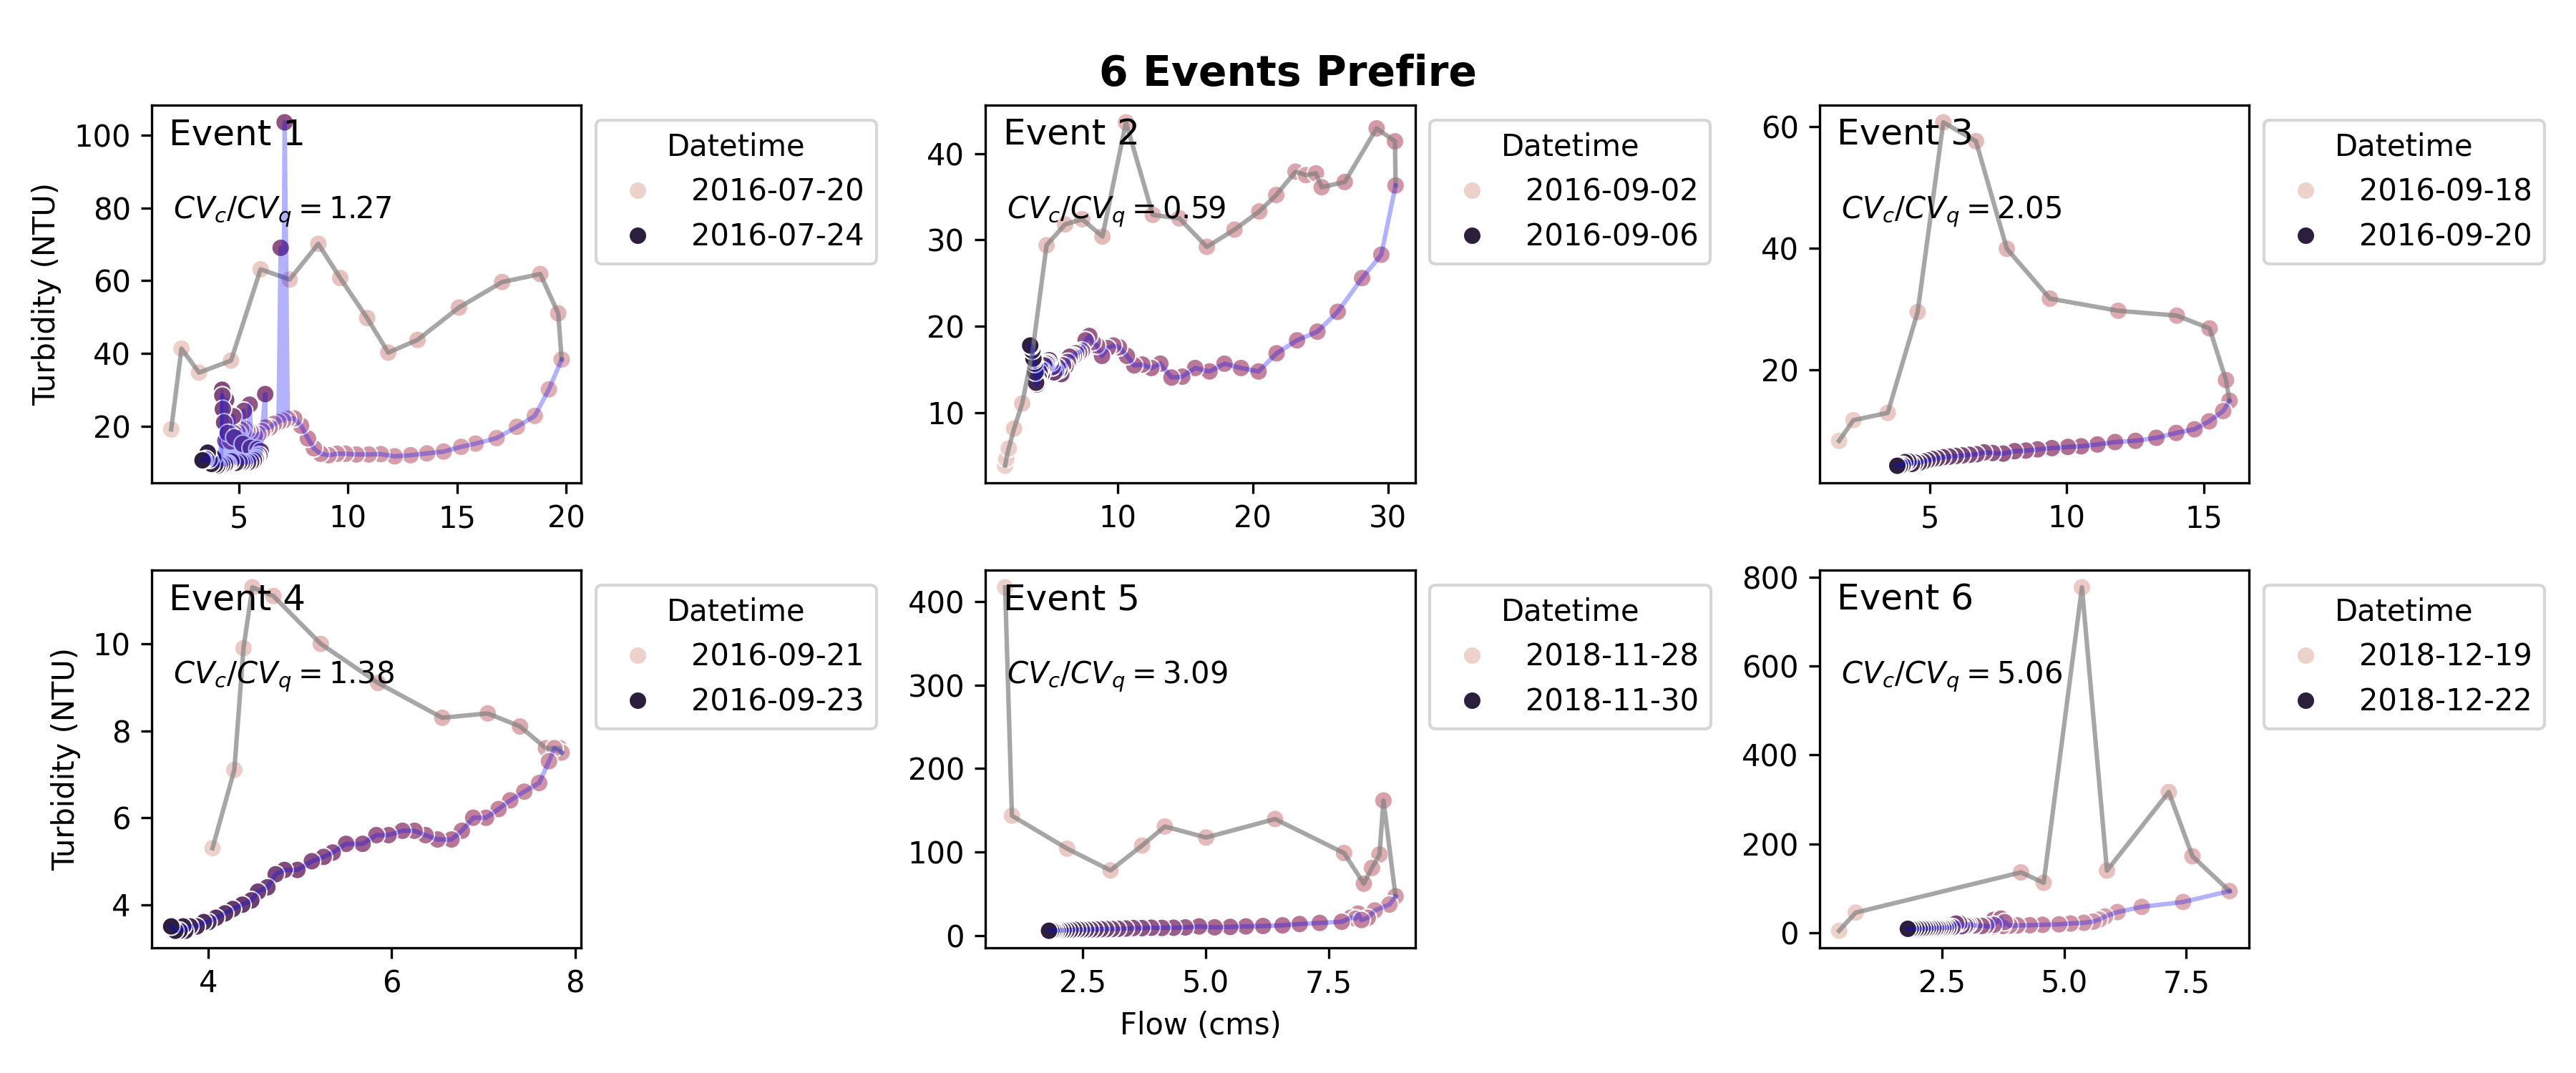 6 Events Prefire
Event 1
CVc/CVq = 1.27
Turbidity (NTU)
100
80
60
40
20
5 10 15 20
Datetime
2016-07-20
2016-07-24
Event 2
CVc/CVq = 0.59
40
30
20
10
10 20 30
Datetime
2016-09-02
2016-09-06
Event 3
CVc/CVq = 2.05
60
40
20
5 10 15
Datetime
2016-09-18
2016-09-20
Event 4
CVc/CVq = 1.38
Turbidity (NTU)
10
8
6
4
4 6 8
Datetime
2016-09-21
2016-09-23
Event 5
CVc/CVq = 3.09
400
300
200
100
0
2.5 5.0 7.5
Flow (cms)
Datetime
2018-11-28
2018-11-30
Event 6
CVc/CVq = 5.06
800
600
400
200
0
2.5 5.0 7.5
Datetime
2018-12-19
2018-12-22